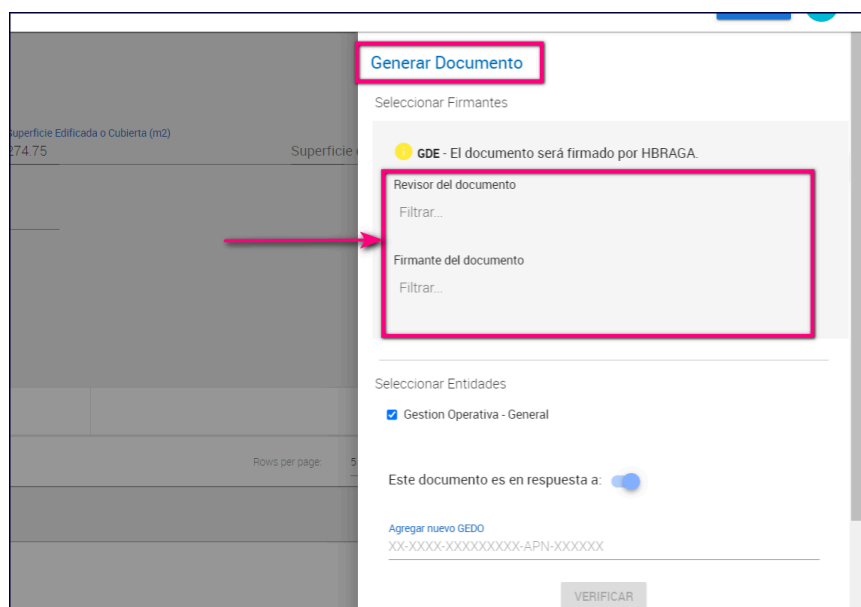 Generar Documento
Seleccionar Firmantes
Superficie Edificada o Cubierta (m2)
274.75
Superficie
GDE - El documento será firmado por HBRAGA.
Revisor del documento
Filtrar...
Firmante del documento
Filtrar...
Seleccionar Entidades
Gestion Operativa - General
Rows per page:
5
Este documento es en respuesta a:
Agregar nuevo GEDO
XX-XXXX-XXXXXXXXX-APN-XXXXXX
VERIFICAR